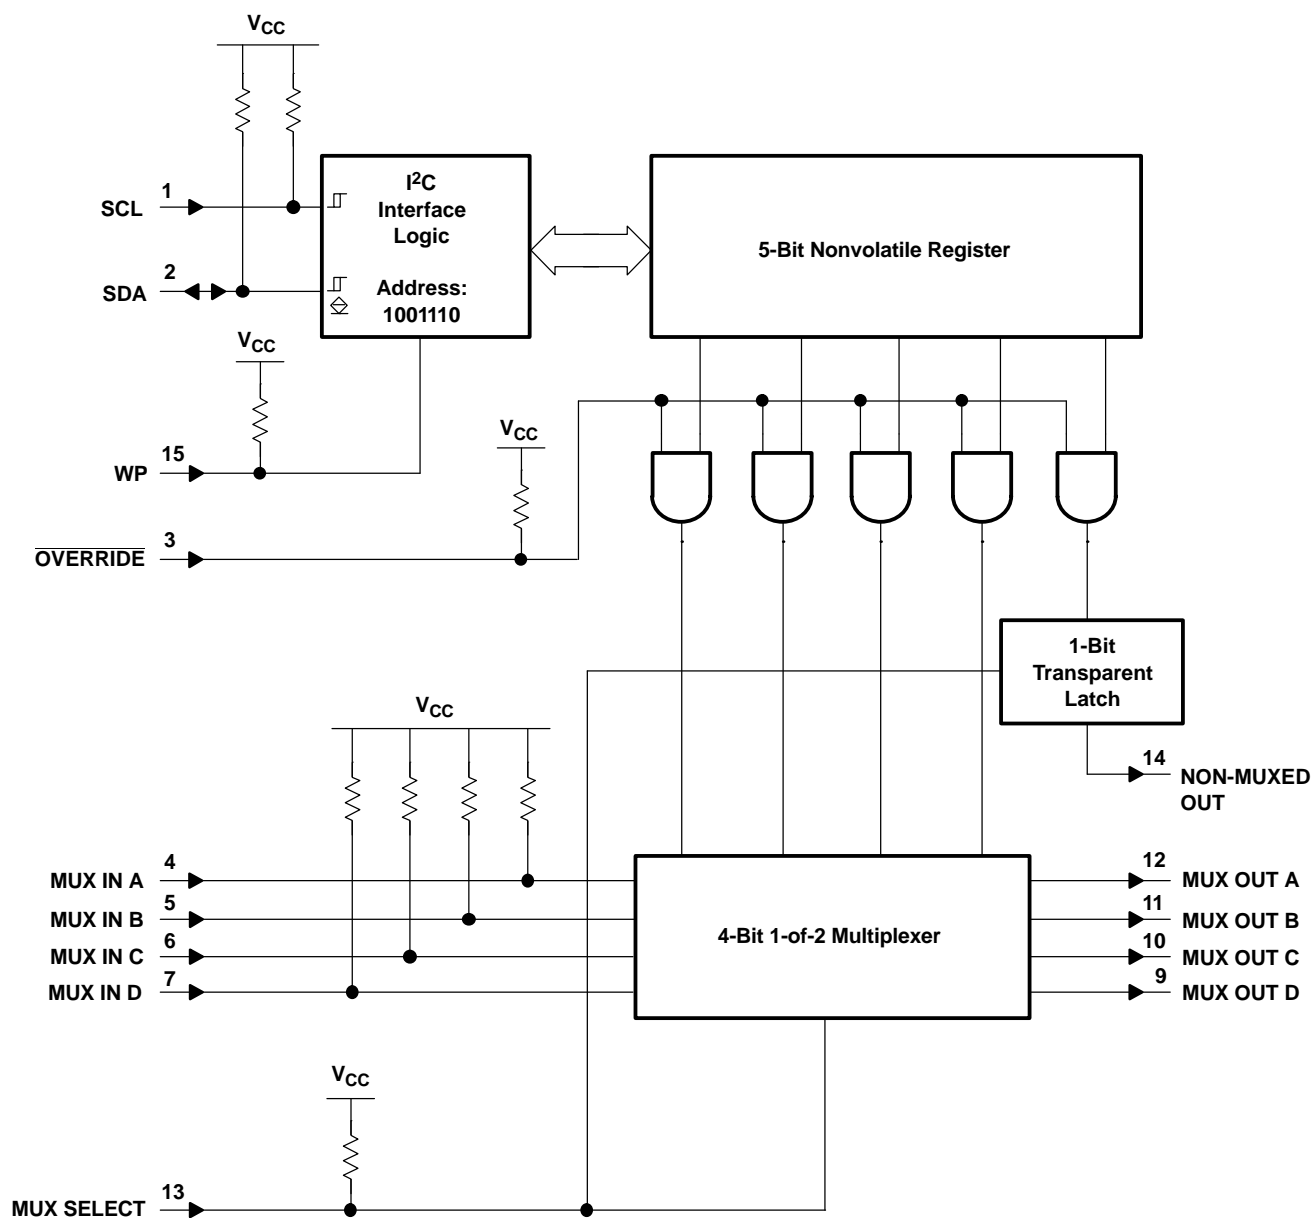 VCC
SCL
1
I²C
Interface
Logic
5-Bit Nonvolatile Register
SDA
2
Address:
1001110
VCC
WP
15
VCC
OVERRIDE
3
1-Bit
Transparent
Latch
VCC
14
NON-MUXED
OUT
MUX IN A
4
12
MUX OUT A
MUX IN B
5
4-Bit 1-of-2 Multiplexer
11
MUX OUT B
MUX IN C
6
10
MUX OUT C
MUX IN D
7
9
MUX OUT D
VCC
MUX SELECT
13